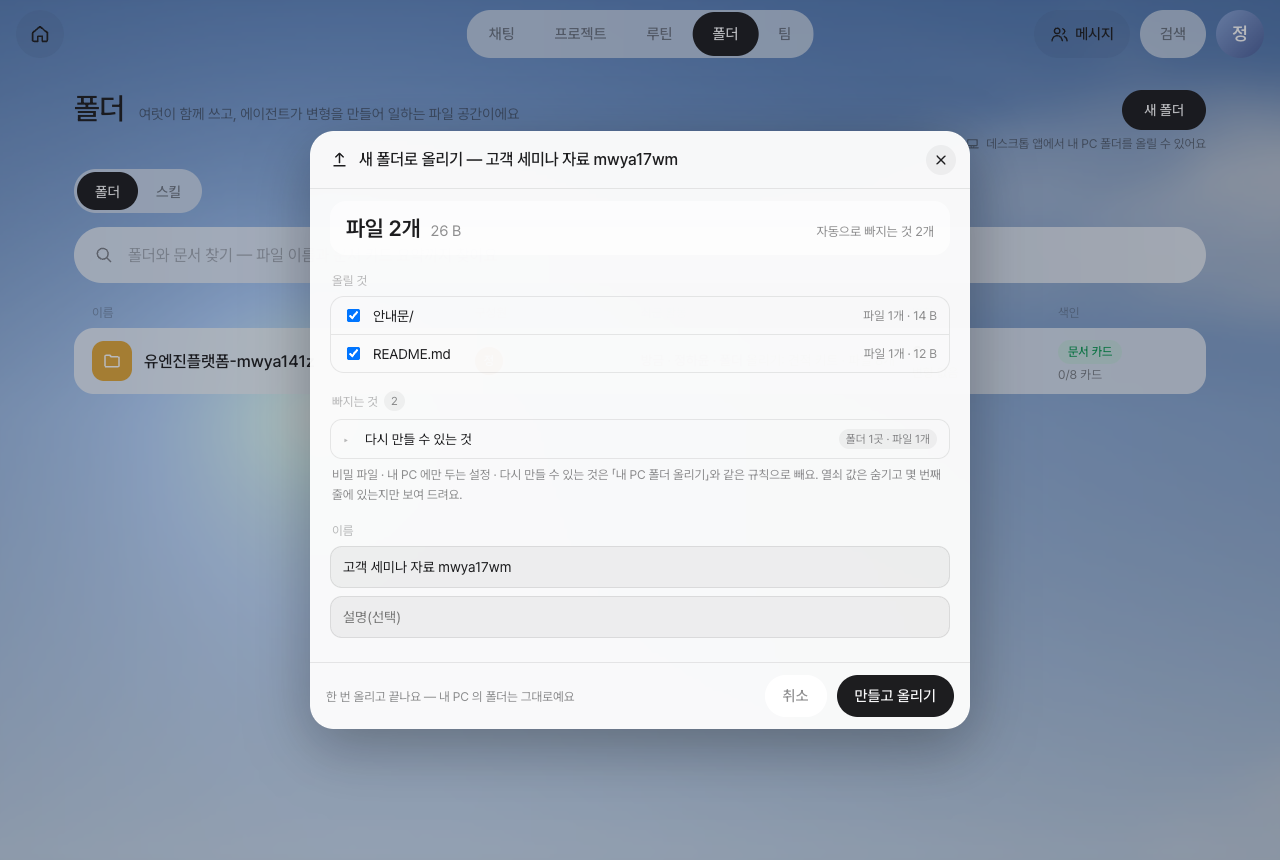 채팅 프로젝트 루틴 폴더 팀
메시지 검색 정
폴더 여럿이 함께 쓰고, 에이전트가 변형을 만들어 일하는 파일 공간이에요
새 폴더
데스크톱 앱에서 내 PC 폴더를 올릴 수 있어요
폴더 스킬
폴더와 문서 찾기 — 파일 이름
이름 색인
유엔진플랫폼-mwya141
문서 카드
0/8 카드
새 폴더로 올리기 — 고객 세미나 자료 mwya17wm
파일 2개 26 B 자동으로 빠지는 것 2개
올릴 것
안내문/ 파일 1개 · 14 B
README.md 파일 1개 · 12 B
빠지는 것 2
다시 만들 수 있는 것 폴더 1곳 · 파일 1개
비밀 파일 · 내 PC 에만 두는 설정 · 다시 만들 수 있는 것은 「내 PC 폴더 올리기」와 같은 규칙으로 빼요. 열쇠 값은 숨기고 몇 번째
줄에 있는지만 보여 드려요.
이름
고객 세미나 자료 mwya17wm
설명(선택)
한 번 올리고 끝나요 — 내 PC 의 폴더는 그대로예요 취소 만들고 올리기